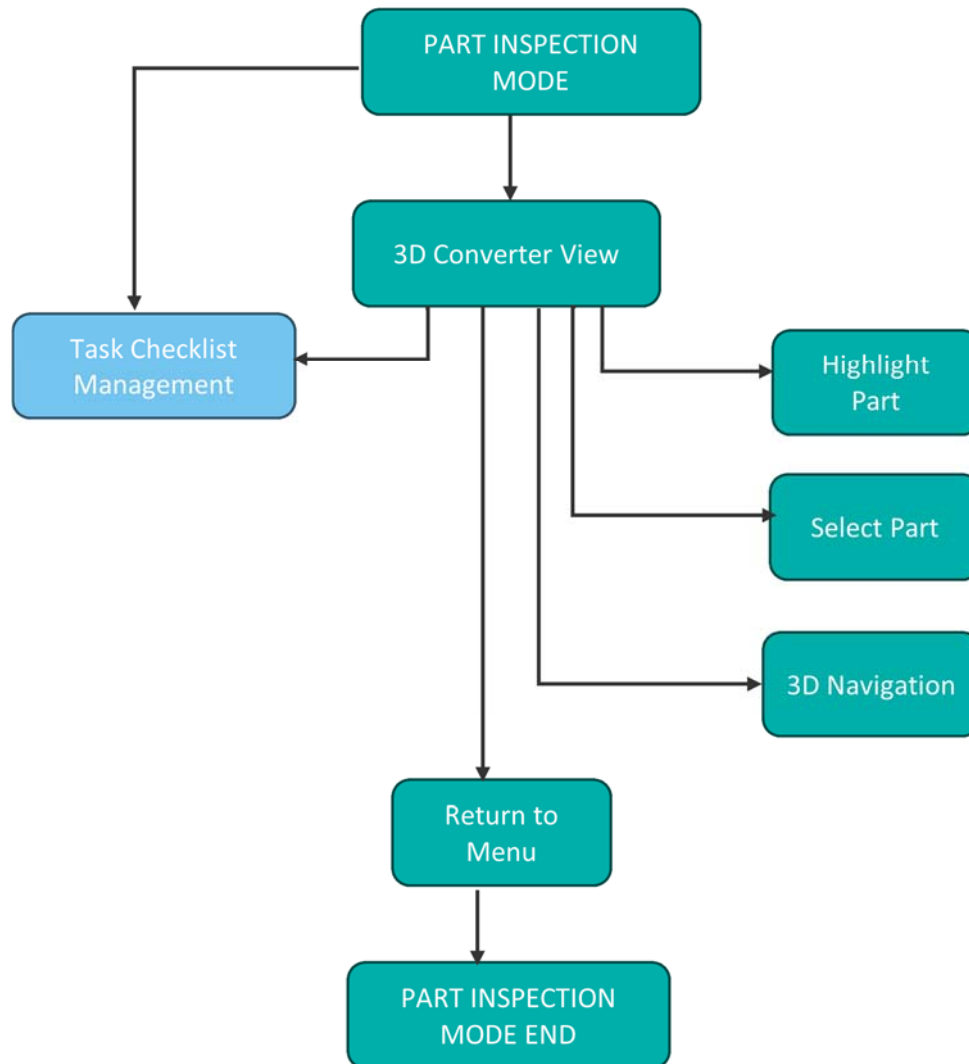 PART INSPECTION
MODE
3D Converter View
Task Checklist
Management
Highlight
Part
Select Part
3D Navigation
Return to
Menu
PART INSPECTION
MODE END